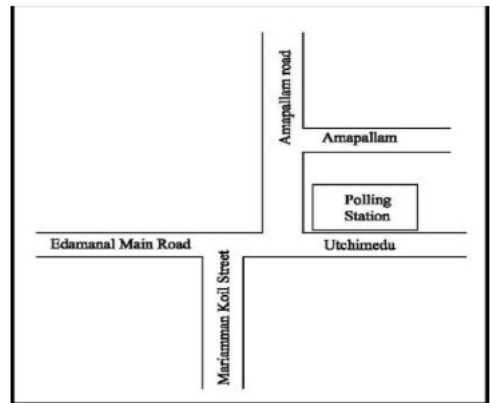 Amapallam road
Amapallam
Polling
Station
Edamanal Main Road
Utchimedu
Mariamman Koil Street